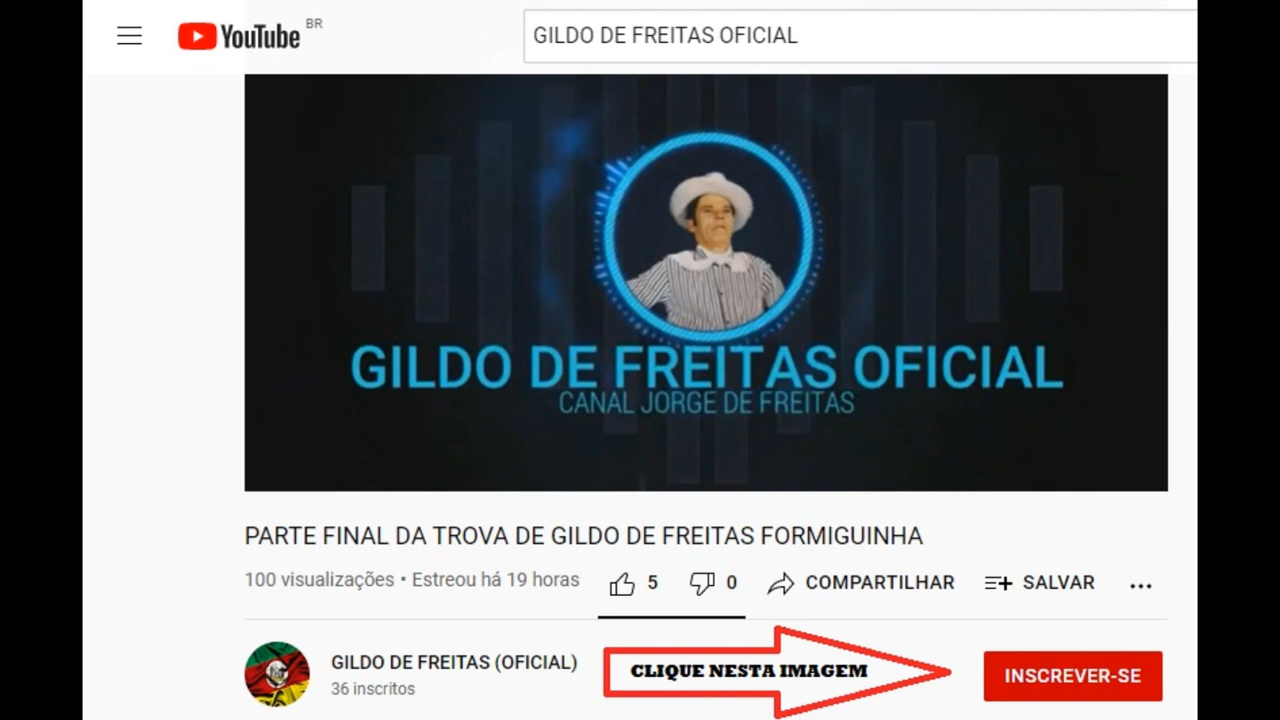 YouTube BR
GILDO DE FREITAS OFICIAL
GILDO DE FREITAS OFICIAL
CANAL JORGE DE FREITAS
PARTE FINAL DA TROVA DE GILDO DE FREITAS FORMIGUINHA
100 visualizações • Estreou há 19 horas 5 0 COMPARTILHAR SALVAR ...
GILDO DE FREITAS (OFICIAL)
36 inscritos
CLIQUE NESTA IMAGEM
INSCREVER-SE